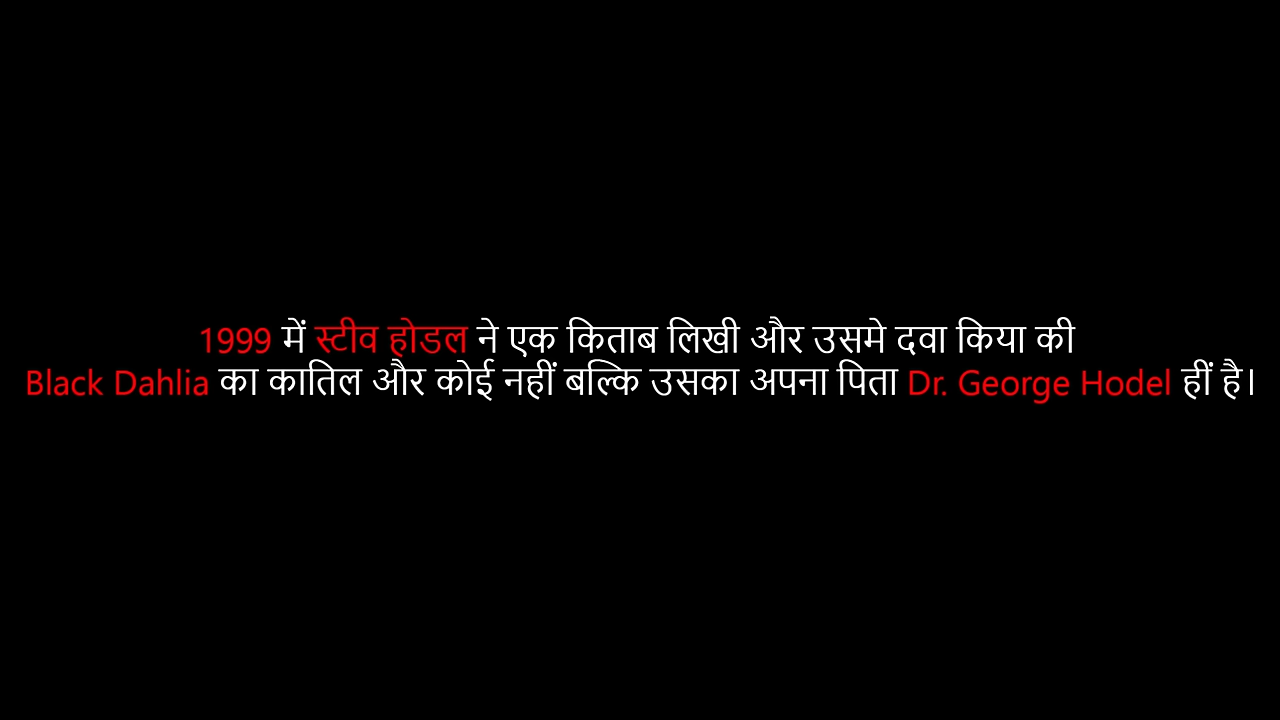 1999 में स्टीव होडल ने एक किताब लिखी और उसमे दवा किया की
Black Dahlia का कातिल और कोई नहीं बल्कि उसका अपना पिता Dr. George Hodel हीं है।